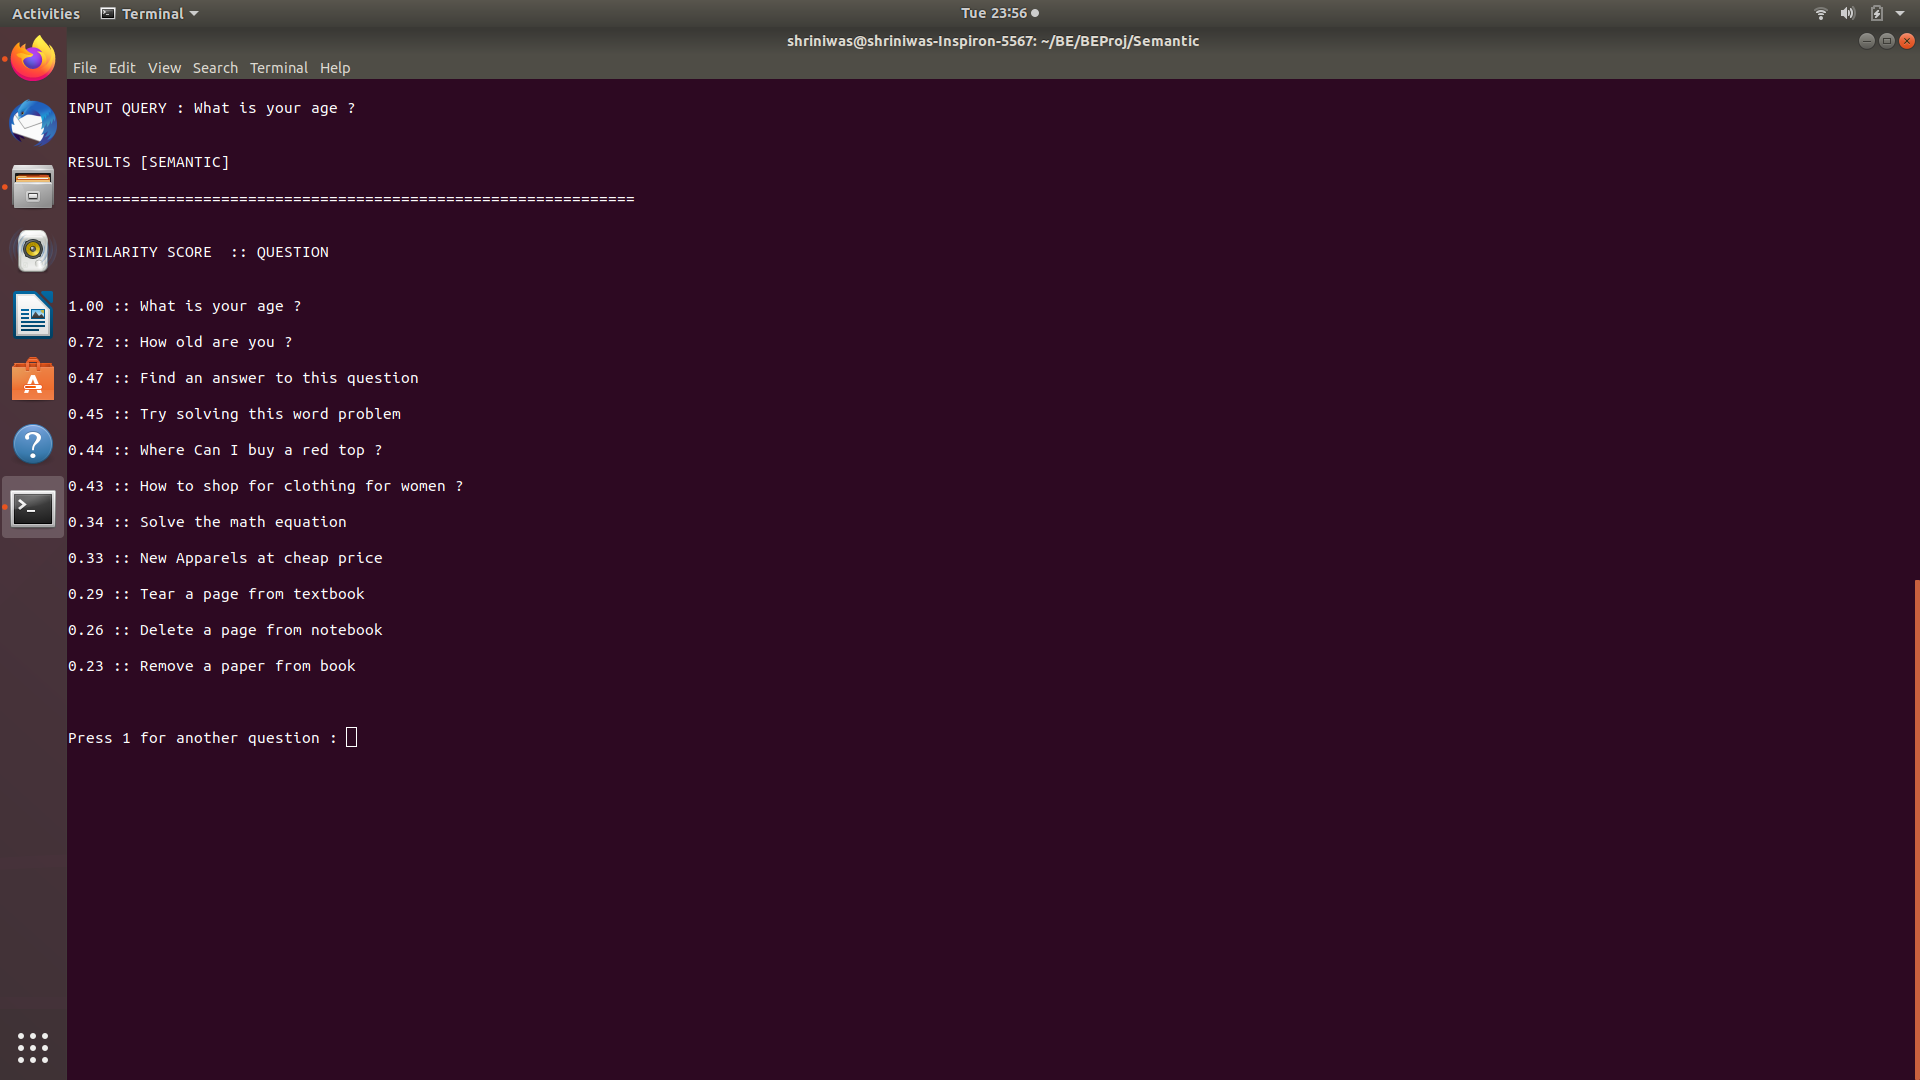 Activities Terminal Tue 23:56
shriniwas@shriniwas-Inspiron-5567: ~/BE/BEProj/Semantic
File Edit View Search Terminal Help
INPUT QUERY : What is your age ?
RESULTS [SEMANTIC]
===============================================================
SIMILARITY SCORE  :: QUESTION
1.00 :: What is your age ?
0.72 :: How old are you ?
0.47 :: Find an answer to this question
0.45 :: Try solving this word problem
0.44 :: Where Can I buy a red top ?
0.43 :: How to shop for clothing for women ?
0.34 :: Solve the math equation
0.33 :: New Apparels at cheap price
0.29 :: Tear a page from textbook
0.26 :: Delete a page from notebook
0.23 :: Remove a paper from book
Press 1 for another question :